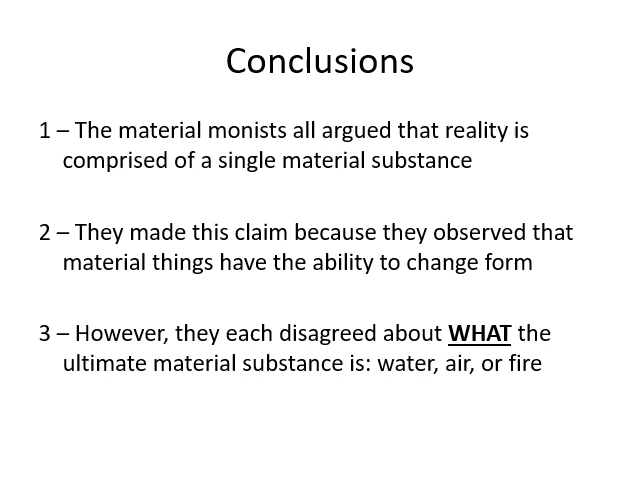 Conclusions
1 – The material monists all argued that reality is
comprised of a single material substance
2 – They made this claim because they observed that
material things have the ability to change form
3 – However, they each disagreed about WHAT the
ultimate material substance is: water, air, or fire